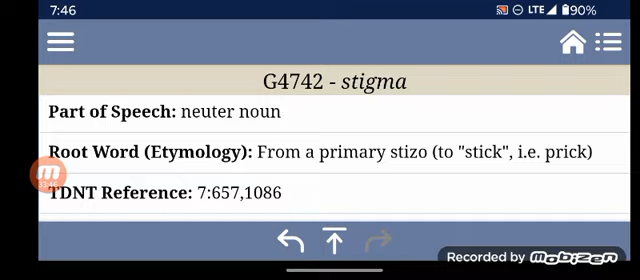 7:46
LTE 90%
G4742 - stigma
Part of Speech: neuter noun
Root Word (Etymology): From a primary stizo (to "stick", i.e. prick)
TDNT Reference: 7:657,1086
Recorded by MOBIZEN